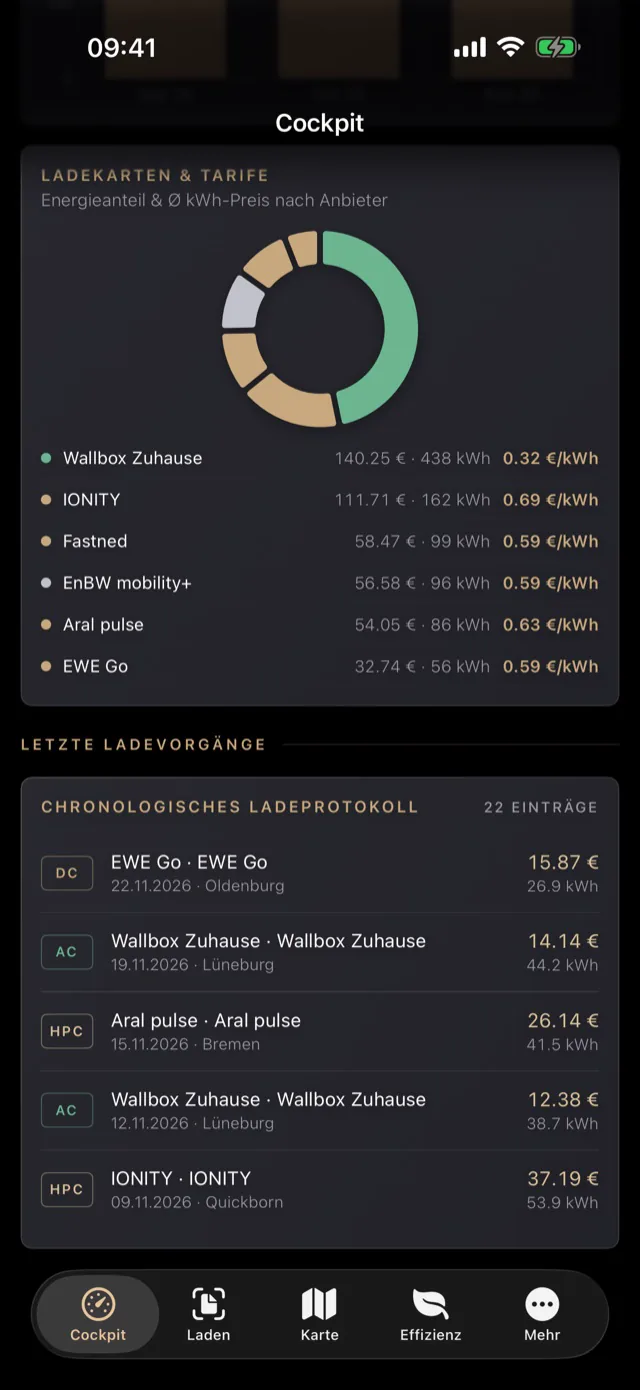 09:41
Cockpit
LADEKARTEN & TARIFE
Energieanteil & Ø kWh-Preis nach Anbieter
Wallbox Zuhause 140.25 € · 438 kWh 0.32 €/kWh
IONITY 111.71 € · 162 kWh 0.69 €/kWh
Fastned 58.47 € · 99 kWh 0.59 €/kWh
EnBW mobility+ 56.58 € · 96 kWh 0.59 €/kWh
Aral pulse 54.05 € · 86 kWh 0.63 €/kWh
EWE Go 32.74 € · 56 kWh 0.59 €/kWh
LETZTE LADEVORGÄNGE
CHRONOLOGISCHES LADEPROTOKOLL 22 EINTRÄGE
DC EWE Go · EWE Go 15.87 €
22.11.2026 · Oldenburg 26.9 kWh
AC Wallbox Zuhause · Wallbox Zuhause 14.14 €
19.11.2026 · Lüneburg 44.2 kWh
HPC Aral pulse · Aral pulse 26.14 €
15.11.2026 · Bremen 41.5 kWh
AC Wallbox Zuhause · Wallbox Zuhause 12.38 €
12.11.2026 · Lüneburg 38.7 kWh
HPC IONITY · IONITY 37.19 €
09.11.2026 · Quickborn 53.9 kWh
Cockpit Laden Karte Effizienz Mehr